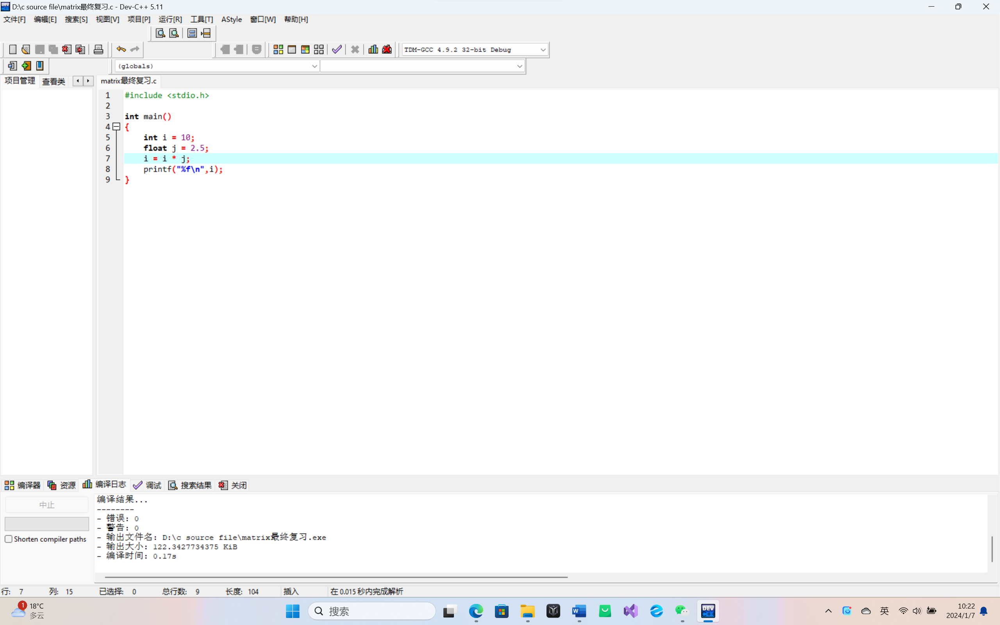 D:\c source file\matrix最终复习.c - Dev-C++ 5.11
文件[F] 编辑[E] 搜索[S] 视图[V] 项目[P] 运行[R] 工具[T] AStyle 窗口[W] 帮助[H]
TDM-GCC 4.9.2 32-bit Debug
(globals)
项目管理 查看类 matrix最终复习.c
1 #include <stdio.h>
2
3 int main()
4 {
5 int i = 10;
6 float j = 2.5;
7 i = i * j;
8 printf("%f\n",i);
9 }
编译器 资源 编译日志 调试 搜索结果 关闭
中止
Shorten compiler paths
编译结果...
--------
- 错误: 0
- 警告: 0
- 输出文件名: D:\c source file\matrix最终复习.exe
- 输出大小: 122.3427734375 KiB
- 编译时间: 0.17s
行: 7 列: 15 已选择: 0 总行数: 9 长度: 104 插入 在 0.015 秒内完成解析
1 18°C
多云
搜索
W
DEV
C++
英
10:22
2024/1/7